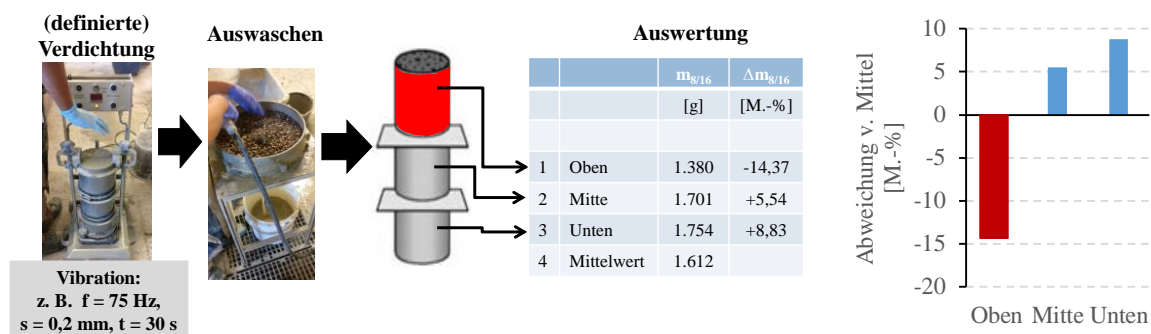 (definierte)
Verdichtung
Vibration:
z. B. f = 75 Hz,
s = 0,2 mm, t = 30 s
Auswaschen
Auswertung
m8/16 Δm8/16
[g] [M.-%]
1 Oben 1.380 -14,37
2 Mitte 1.701 +5,54
3 Unten 1.754 +8,83
4 Mittelwert 1.612
Abweichung v. Mittel
[M.-%]
10
5
0
-5
-10
-15
-20
Oben Mitte Unten